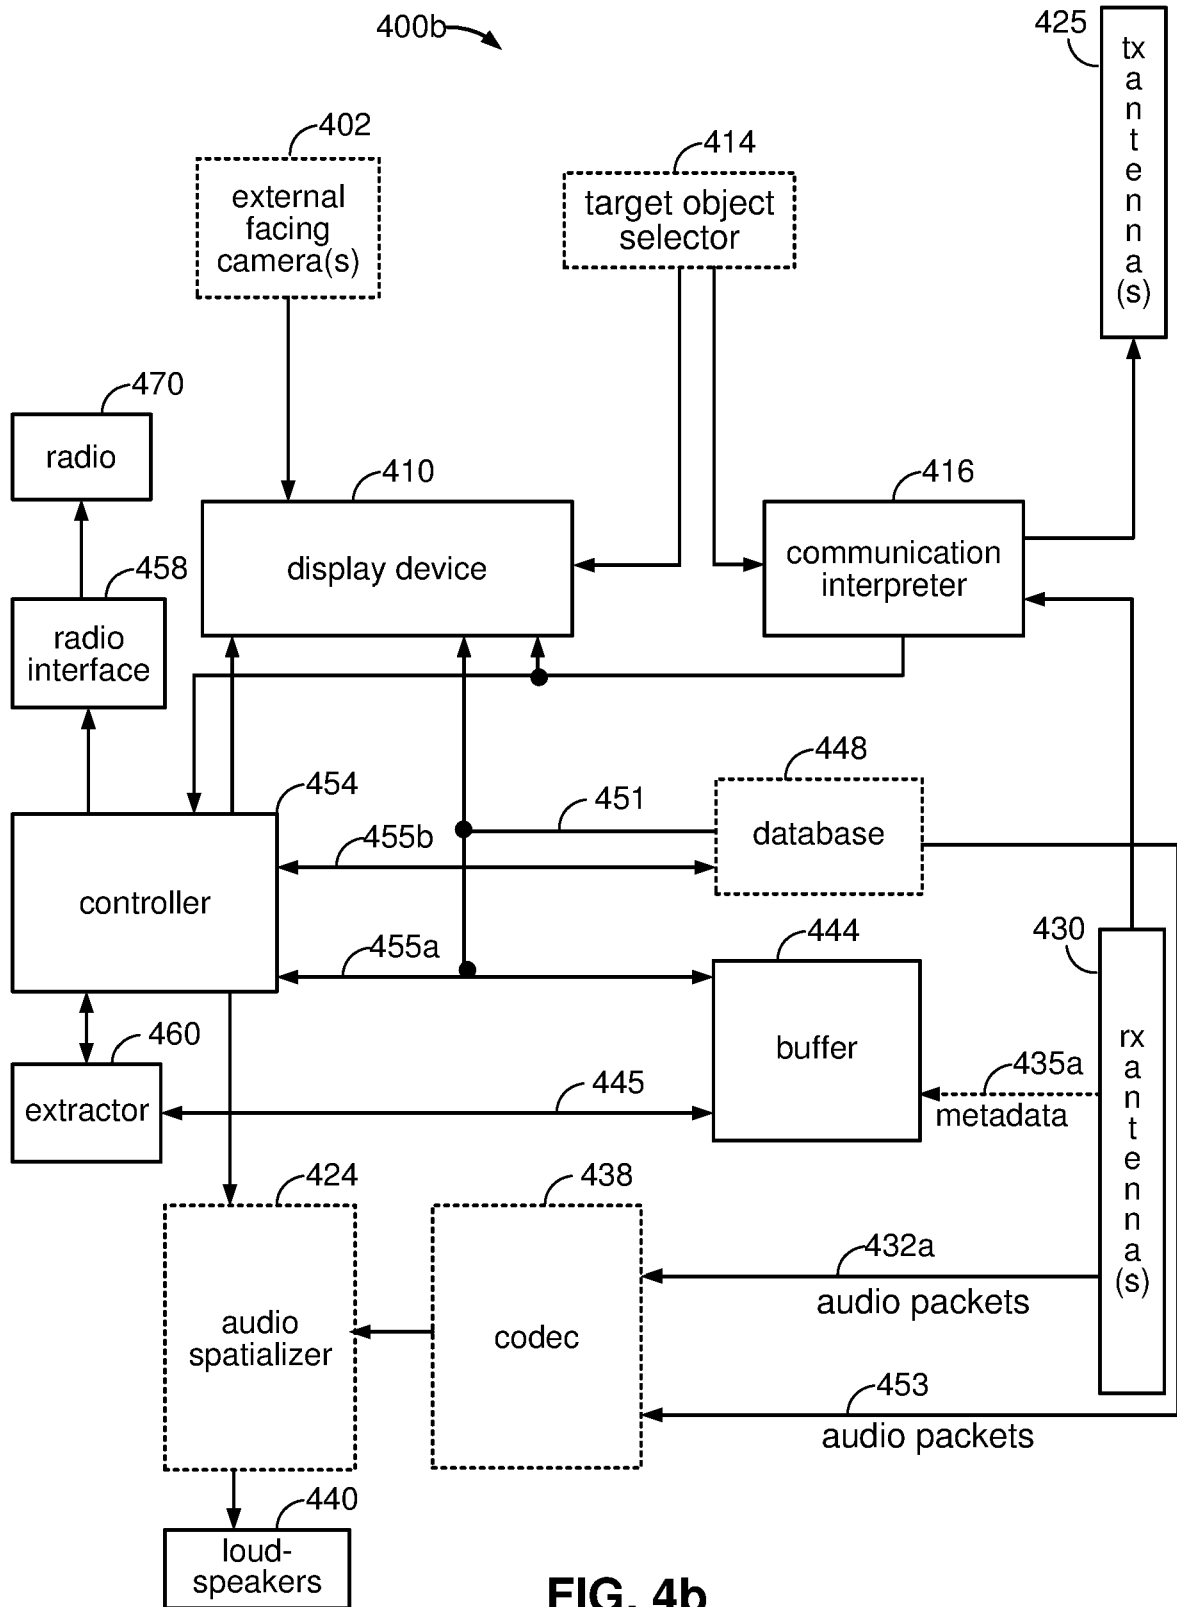 400b
425
tx
a
n
t
e
n
n
a
(s)
402
external
facing
camera(s)
414
target object
selector
470
radio
410
display device
416
communication
interpreter
458
radio
interface
454
controller
448
database
451
455b
455a
444
buffer
430
rx
a
n
t
e
n
n
a
(s)
460
extractor
445
435a
metadada
424
audio
spatializer
438
codec
432a
audio packets
453
audio packets
440
loud-
speakers
FIG. 4b